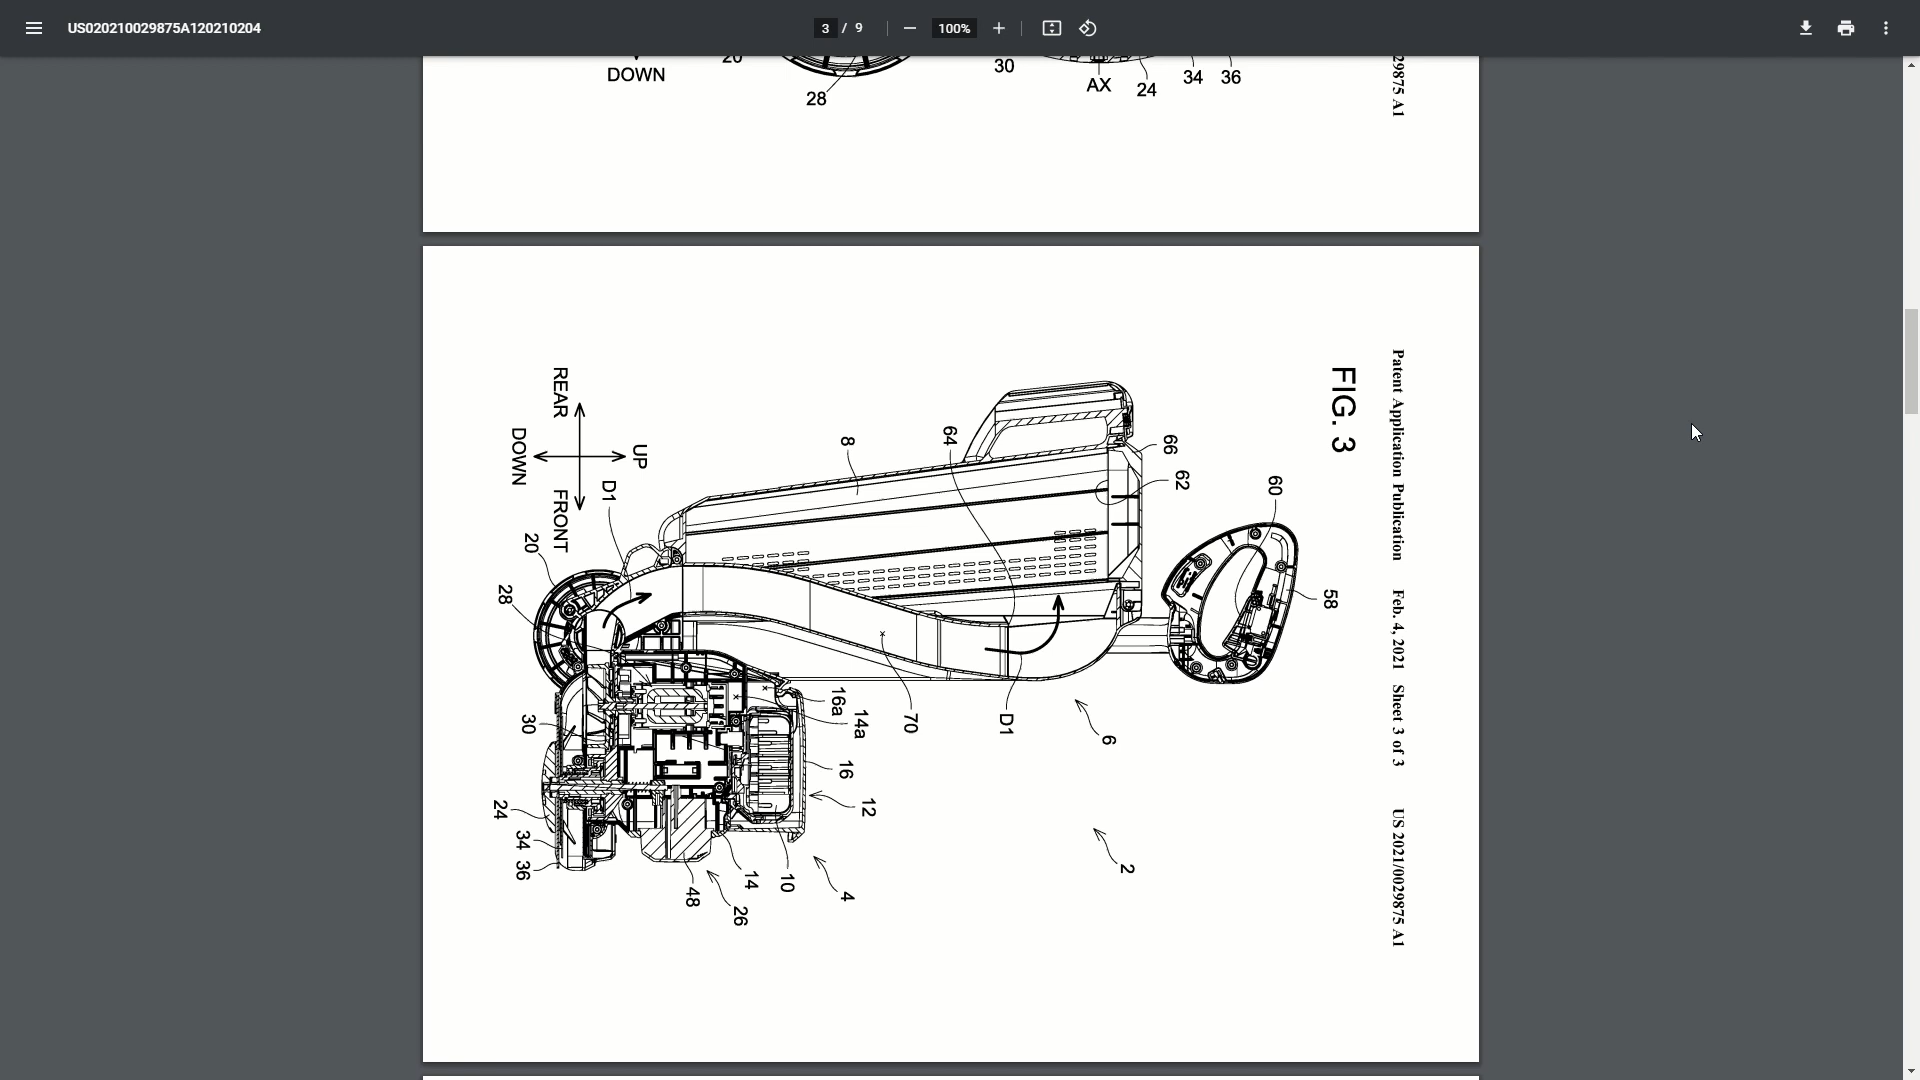 US020210029875A120210204
3 / 9
100%
DOWN
20
28
30
AX
24
34
36
29875 A1
Patent Application Publication Feb. 4, 2021 Sheet 3 of 3 US 2021/0029875 A1
FIG. 3
REAR
FRONT
UP
DOWN
D1
20
28
8
64
66
62
60
58
16a
14a
70
D1
6
30
16
12
24
34
36
14
10
4
2
48
26